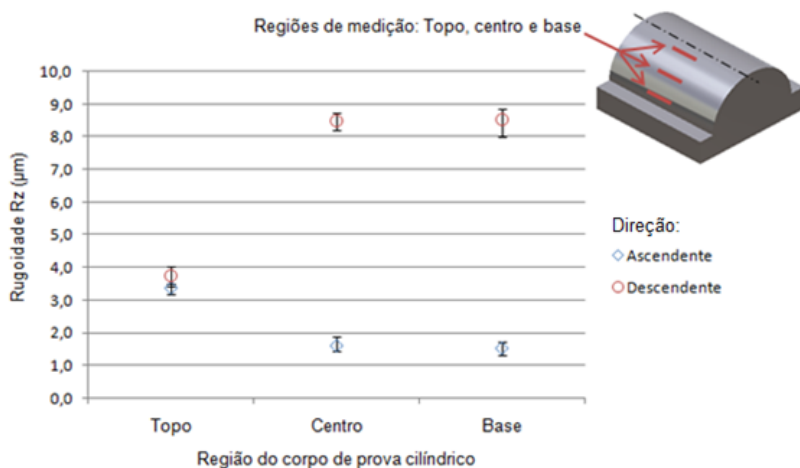 Regiões de medição: Topo, centro e base
Rugoidade Rz (µm)
10,0
9,0
8,0
7,0
6,0
5,0
4,0
3,0
2,0
1,0
0,0
Topo
Centro
Base
Região do corpo de prova cilíndrico
Direção:
Ascendente
Descendente